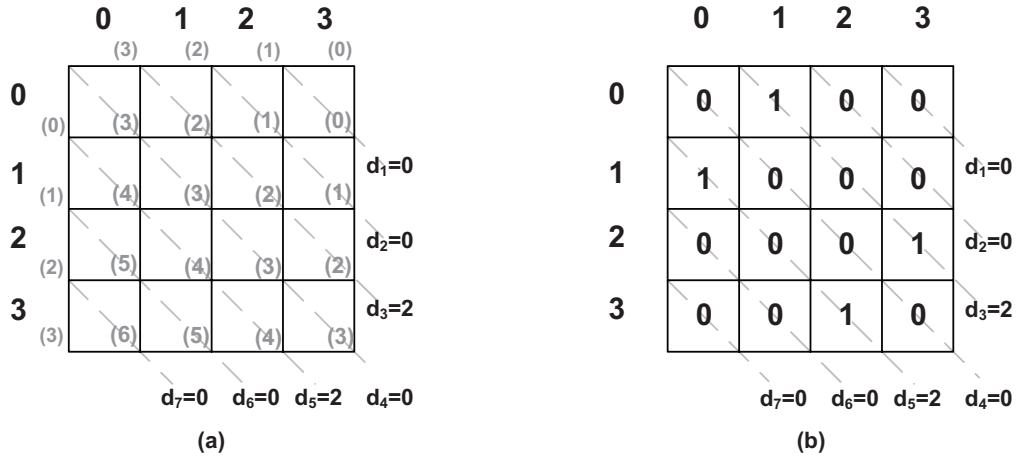 0 1 2 3
(3) (2) (1) (0)
0
(0) (3) (2) (1) (0)
d1=0
1
(1) (4) (3) (2) (1)
d2=0
2
(2) (5) (4) (3) (2)
d3=2
3
(3) (6) (5) (4) (3)
d7=0 d6=0 d5=2 d4=0
(a)
0 1 2 3
0 0 1 0 0
d1=0
1 1 0 0 0
d2=0
2 0 0 0 1
d3=2
3 0 0 1 0
d7=0 d6=0 d5=2 d4=0
(b)